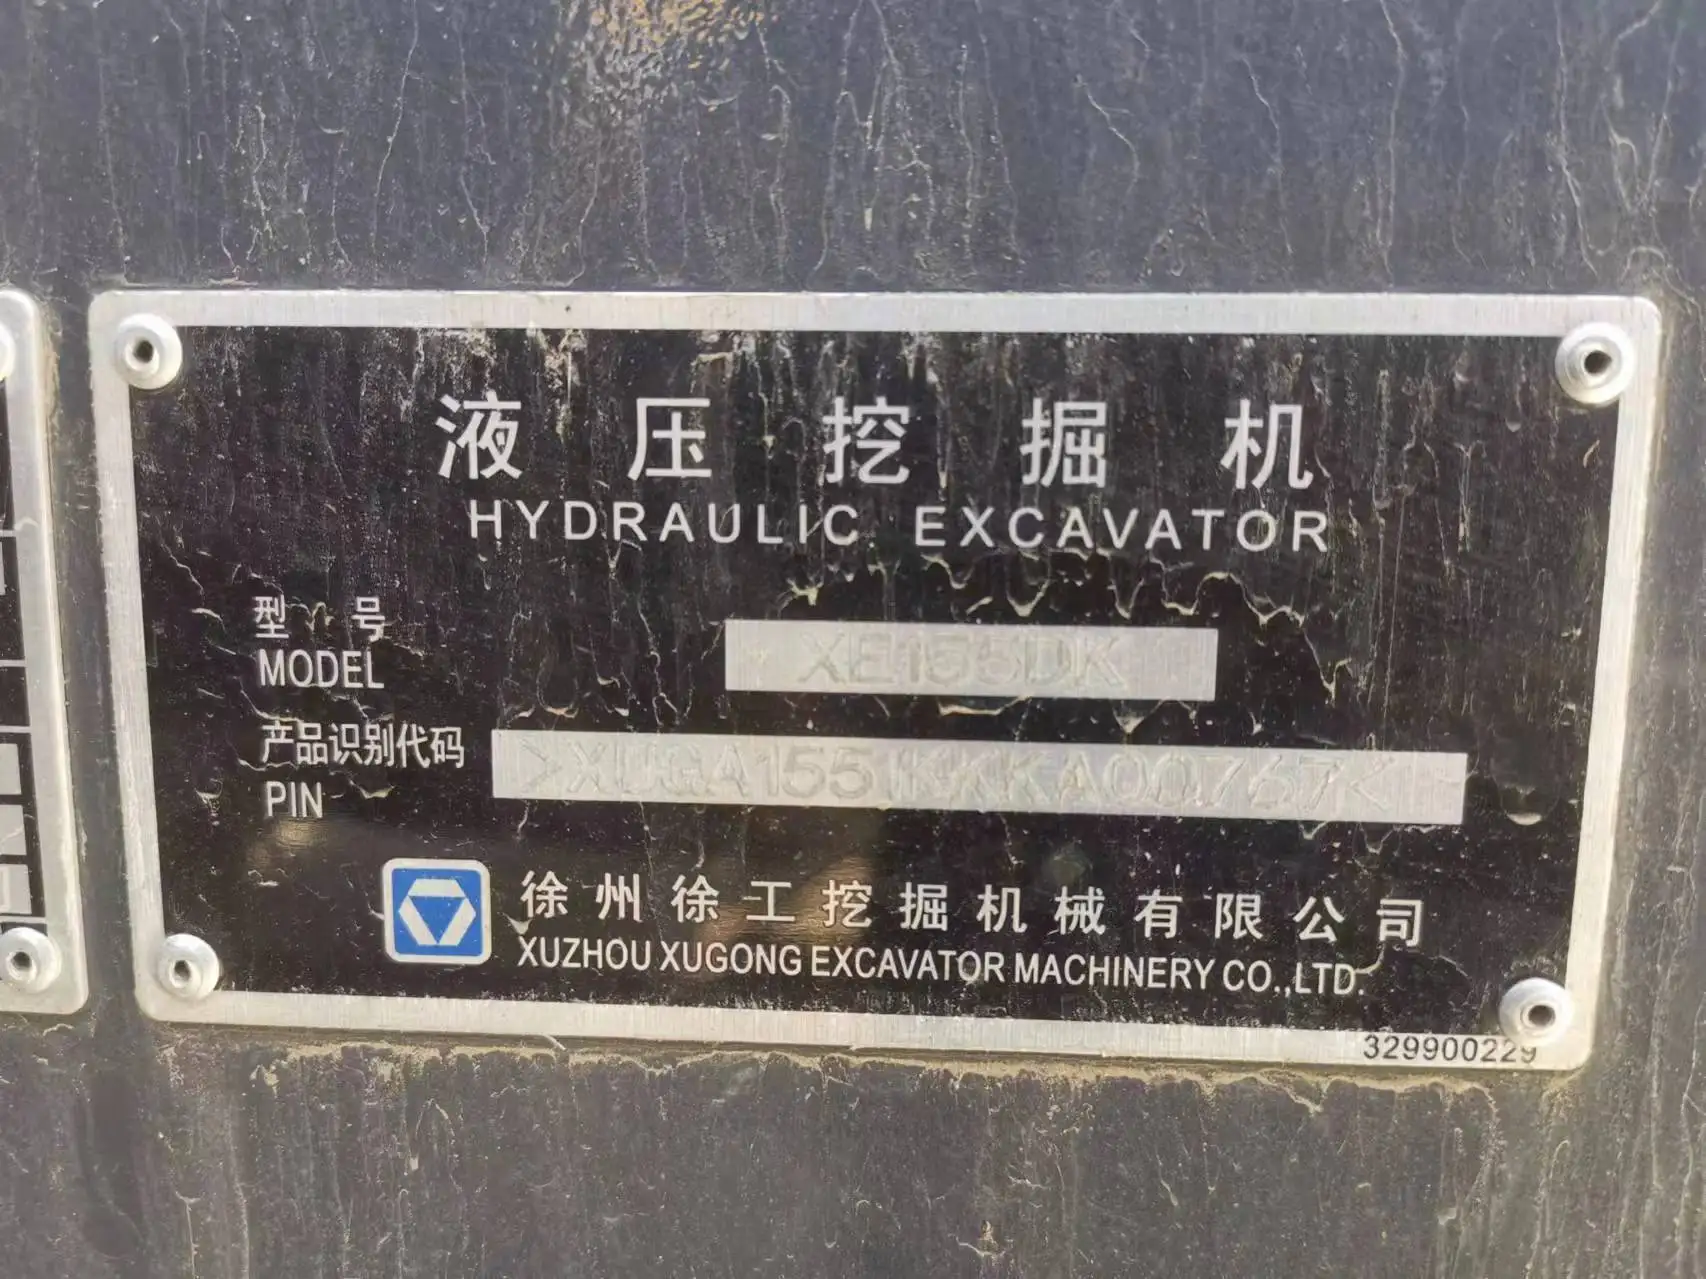 液压挖掘机
HYDRAULIC EXCAVATOR
型号
MODEL
XE155DK
产品识别代码
PIN
>XUGA1551KKKA00767<
徐州徐工挖掘机械有限公司
XUZHOU XUGONG EXCAVATOR MACHINERY CO.,LTD.
329900229